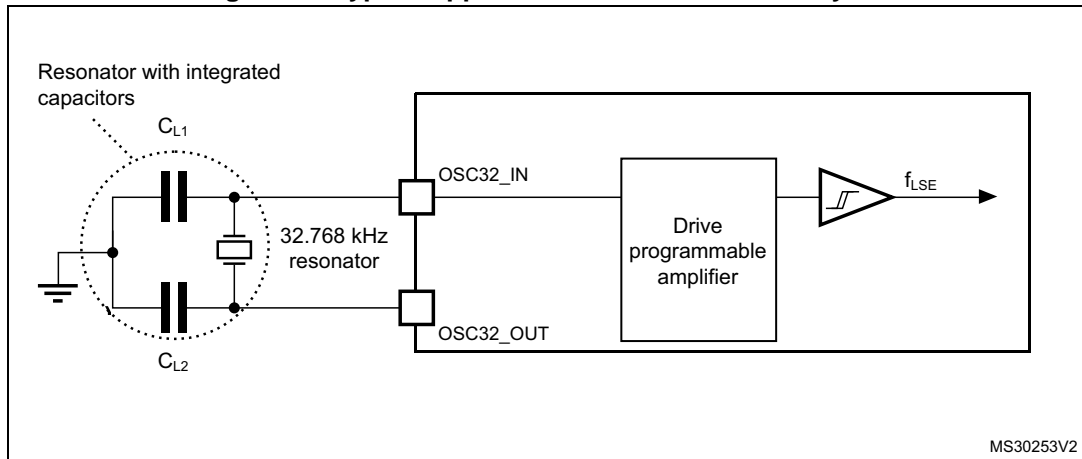 Resonator with integrated
capacitors
CL1
OSC32_IN
fLSE
32.768 kHz
resonator
Drive
programmable
amplifier
OSC32_OUT
CL2
MS30253V2